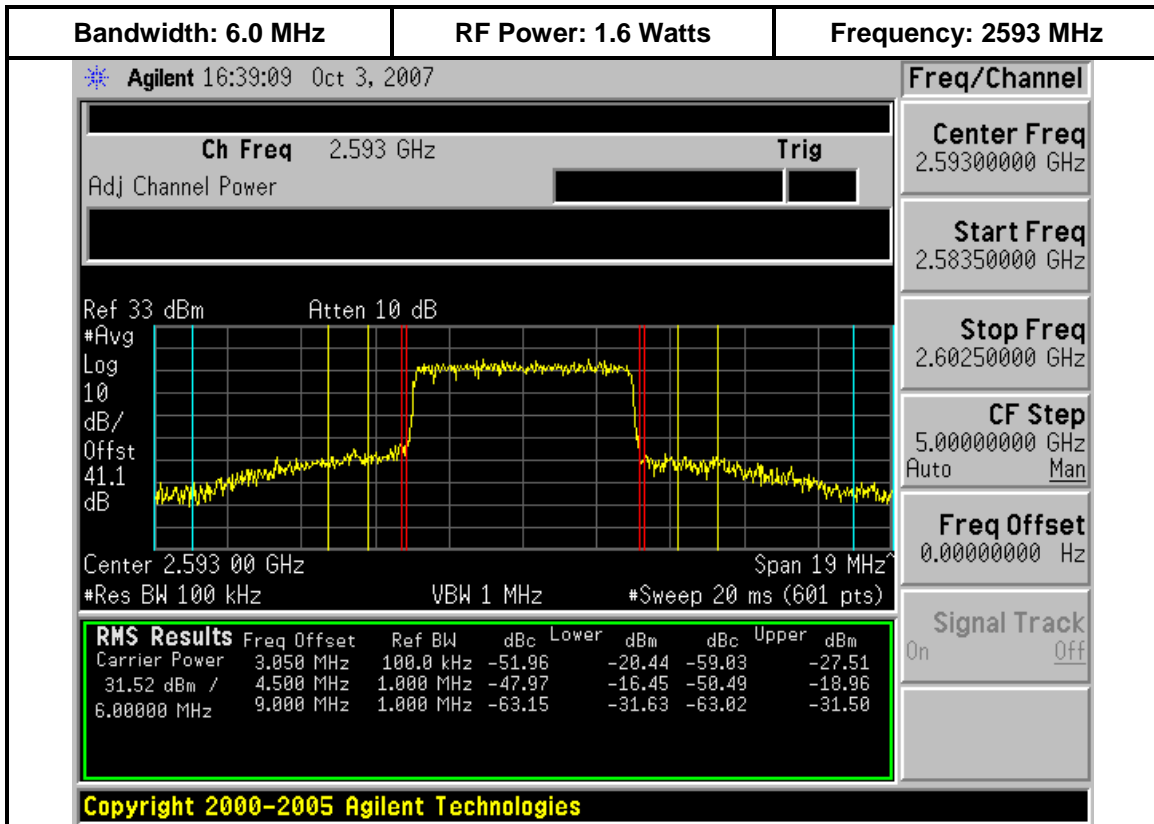 Bandwidth: 6.0 MHz RF Power: 1.6 Watts Frequency: 2593 MHz
Agilent 16:39:09 Oct 3, 2007 Freq/Channel
Ch Freq 2.593 GHz Trig
Adj Channel Power
Center Freq
2.59300000 GHz
Start Freq
2.58350000 GHz
Stop Freq
2.60250000 GHz
CF Step
5.00000000 GHz
Auto Man
Freq Offset
0.00000000 Hz
Signal Track
On Off
Ref 33 dBm Atten 10 dB
#Avg
Log
10
dB/
Offst
41.1
dB
Center 2.593 00 GHz Span 19 MHz^
#Res BW 100 kHz VBW 1 MHz #Sweep 20 ms (601 pts)
RMS Results Freq Offset Ref BW dBc Lower dBm dBc Upper dBm
Carrier Power 3.050 MHz 100.0 kHz -51.96 -20.44 -59.03 -27.51
31.52 dBm / 4.500 MHz 1.000 MHz -47.97 -16.45 -50.49 -18.96
6.00000 MHz 9.000 MHz 1.000 MHz -63.15 -31.63 -63.02 -31.50
Copyright 2000-2005 Agilent Technologies